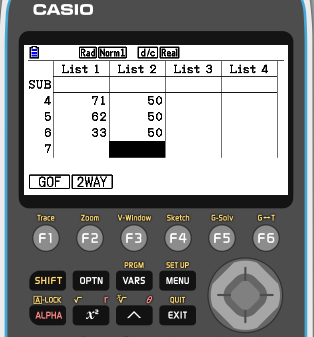 CASIO
Rad Norm1 d/c Real
List 1 List 2 List 3 List 4
SUB
4 71 50
5 62 50
6 33 50
7
GOF 2WAY
Trace Zoom V-Window Sketch G-Solv G↔T
F1 F2 F3 F4 F5 F6
PRGM SET UP
SHIFT OPTN VARS MENU
A-LOCK √ r ∛ θ QUIT
ALPHA x² ^ EXIT